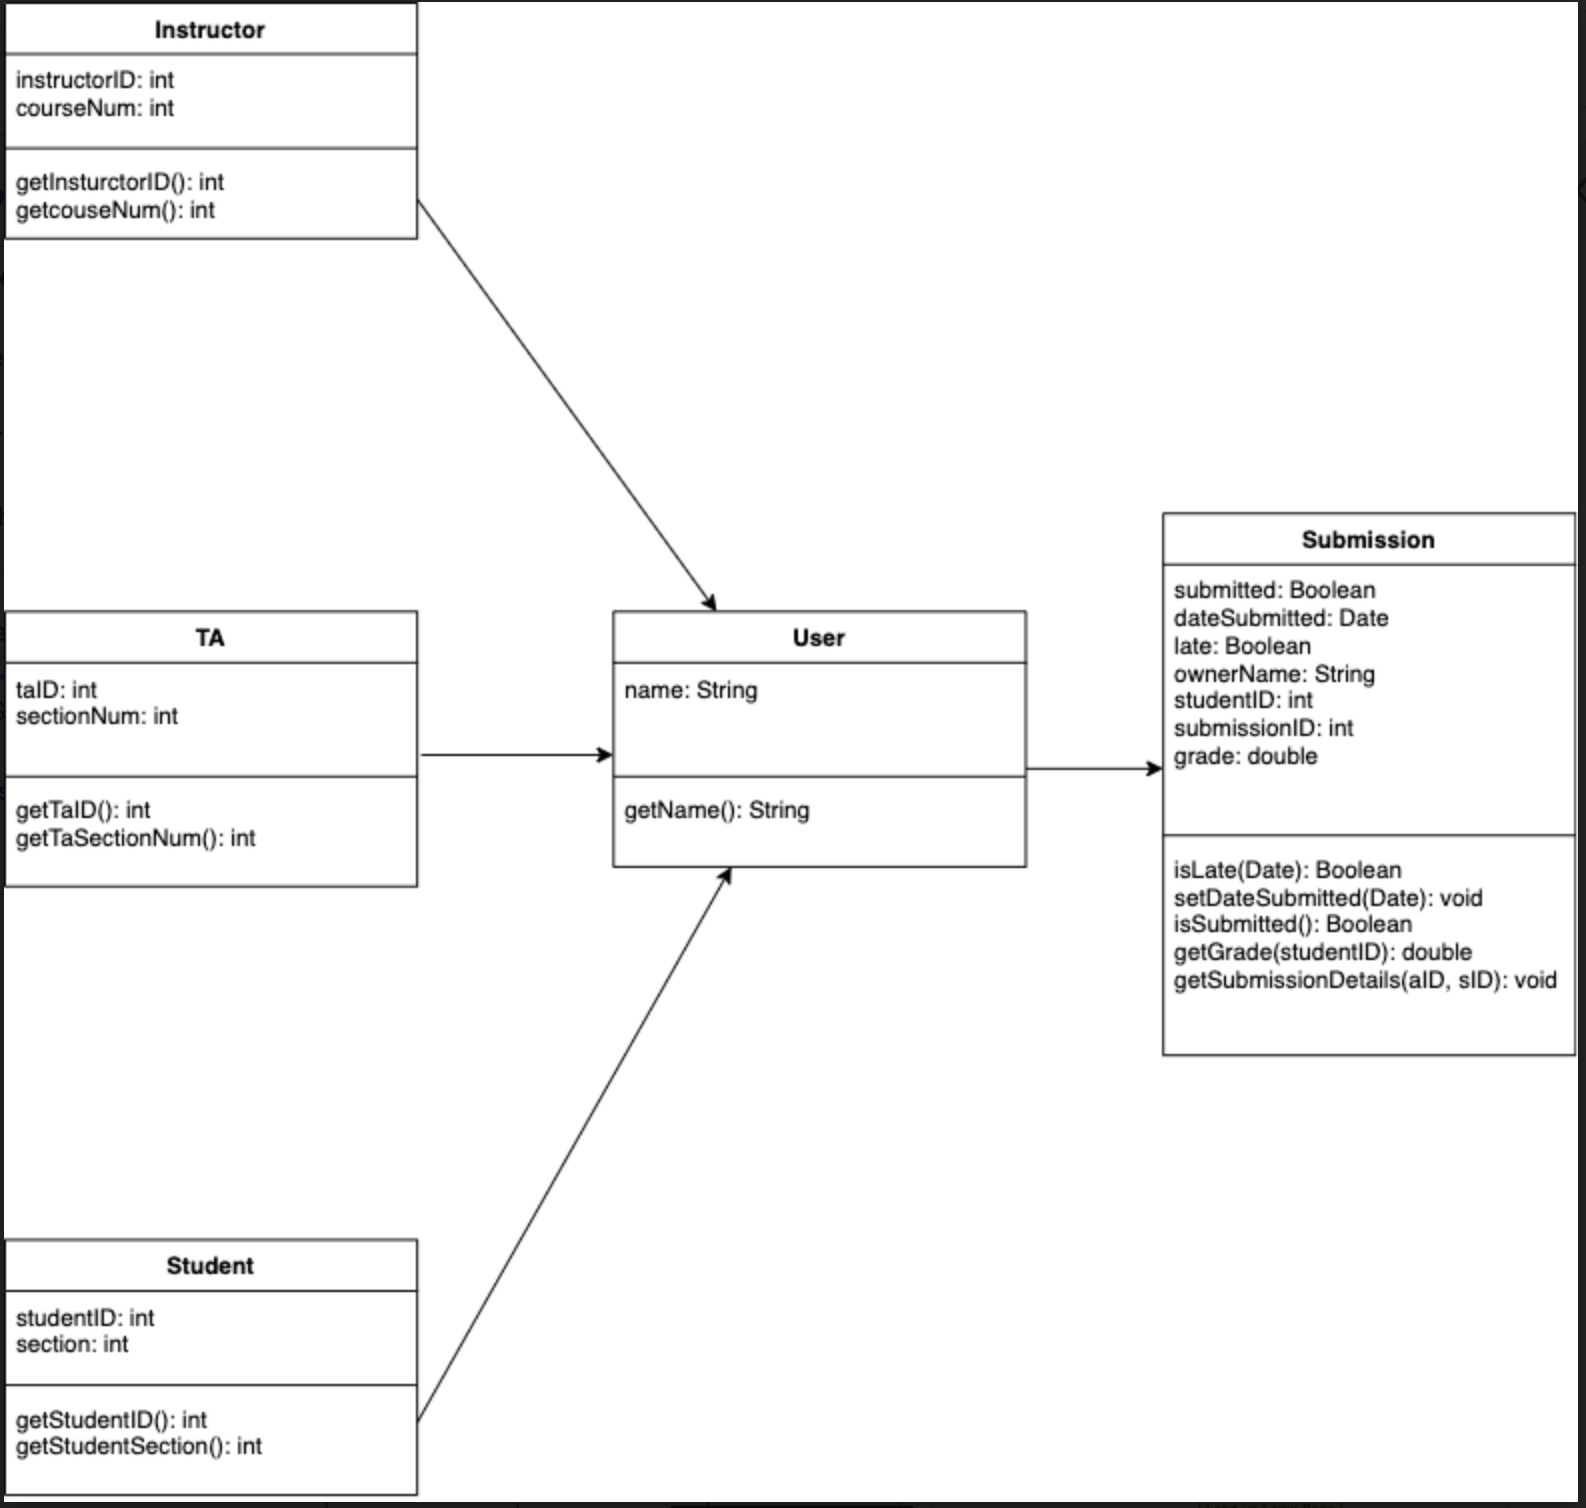 Instructor
instructorID: int
courseNum: int
getInsturctorID(): int
getcouseNum(): int
TA
taID: int
sectionNum: int
getTaID(): int
getTaSectionNum(): int
User
name: String
getName(): String
Submission
submitted: Boolean
dateSubmitted: Date
late: Boolean
ownerName: String
studentID: int
submissionID: int
grade: double
isLate(Date): Boolean
setDateSubmitted(Date): void
isSubmitted(): Boolean
getGrade(studentID): double
getSubmissionDetails(aID, sID): void
Student
studentID: int
section: int
getStudentID(): int
getStudentSection(): int